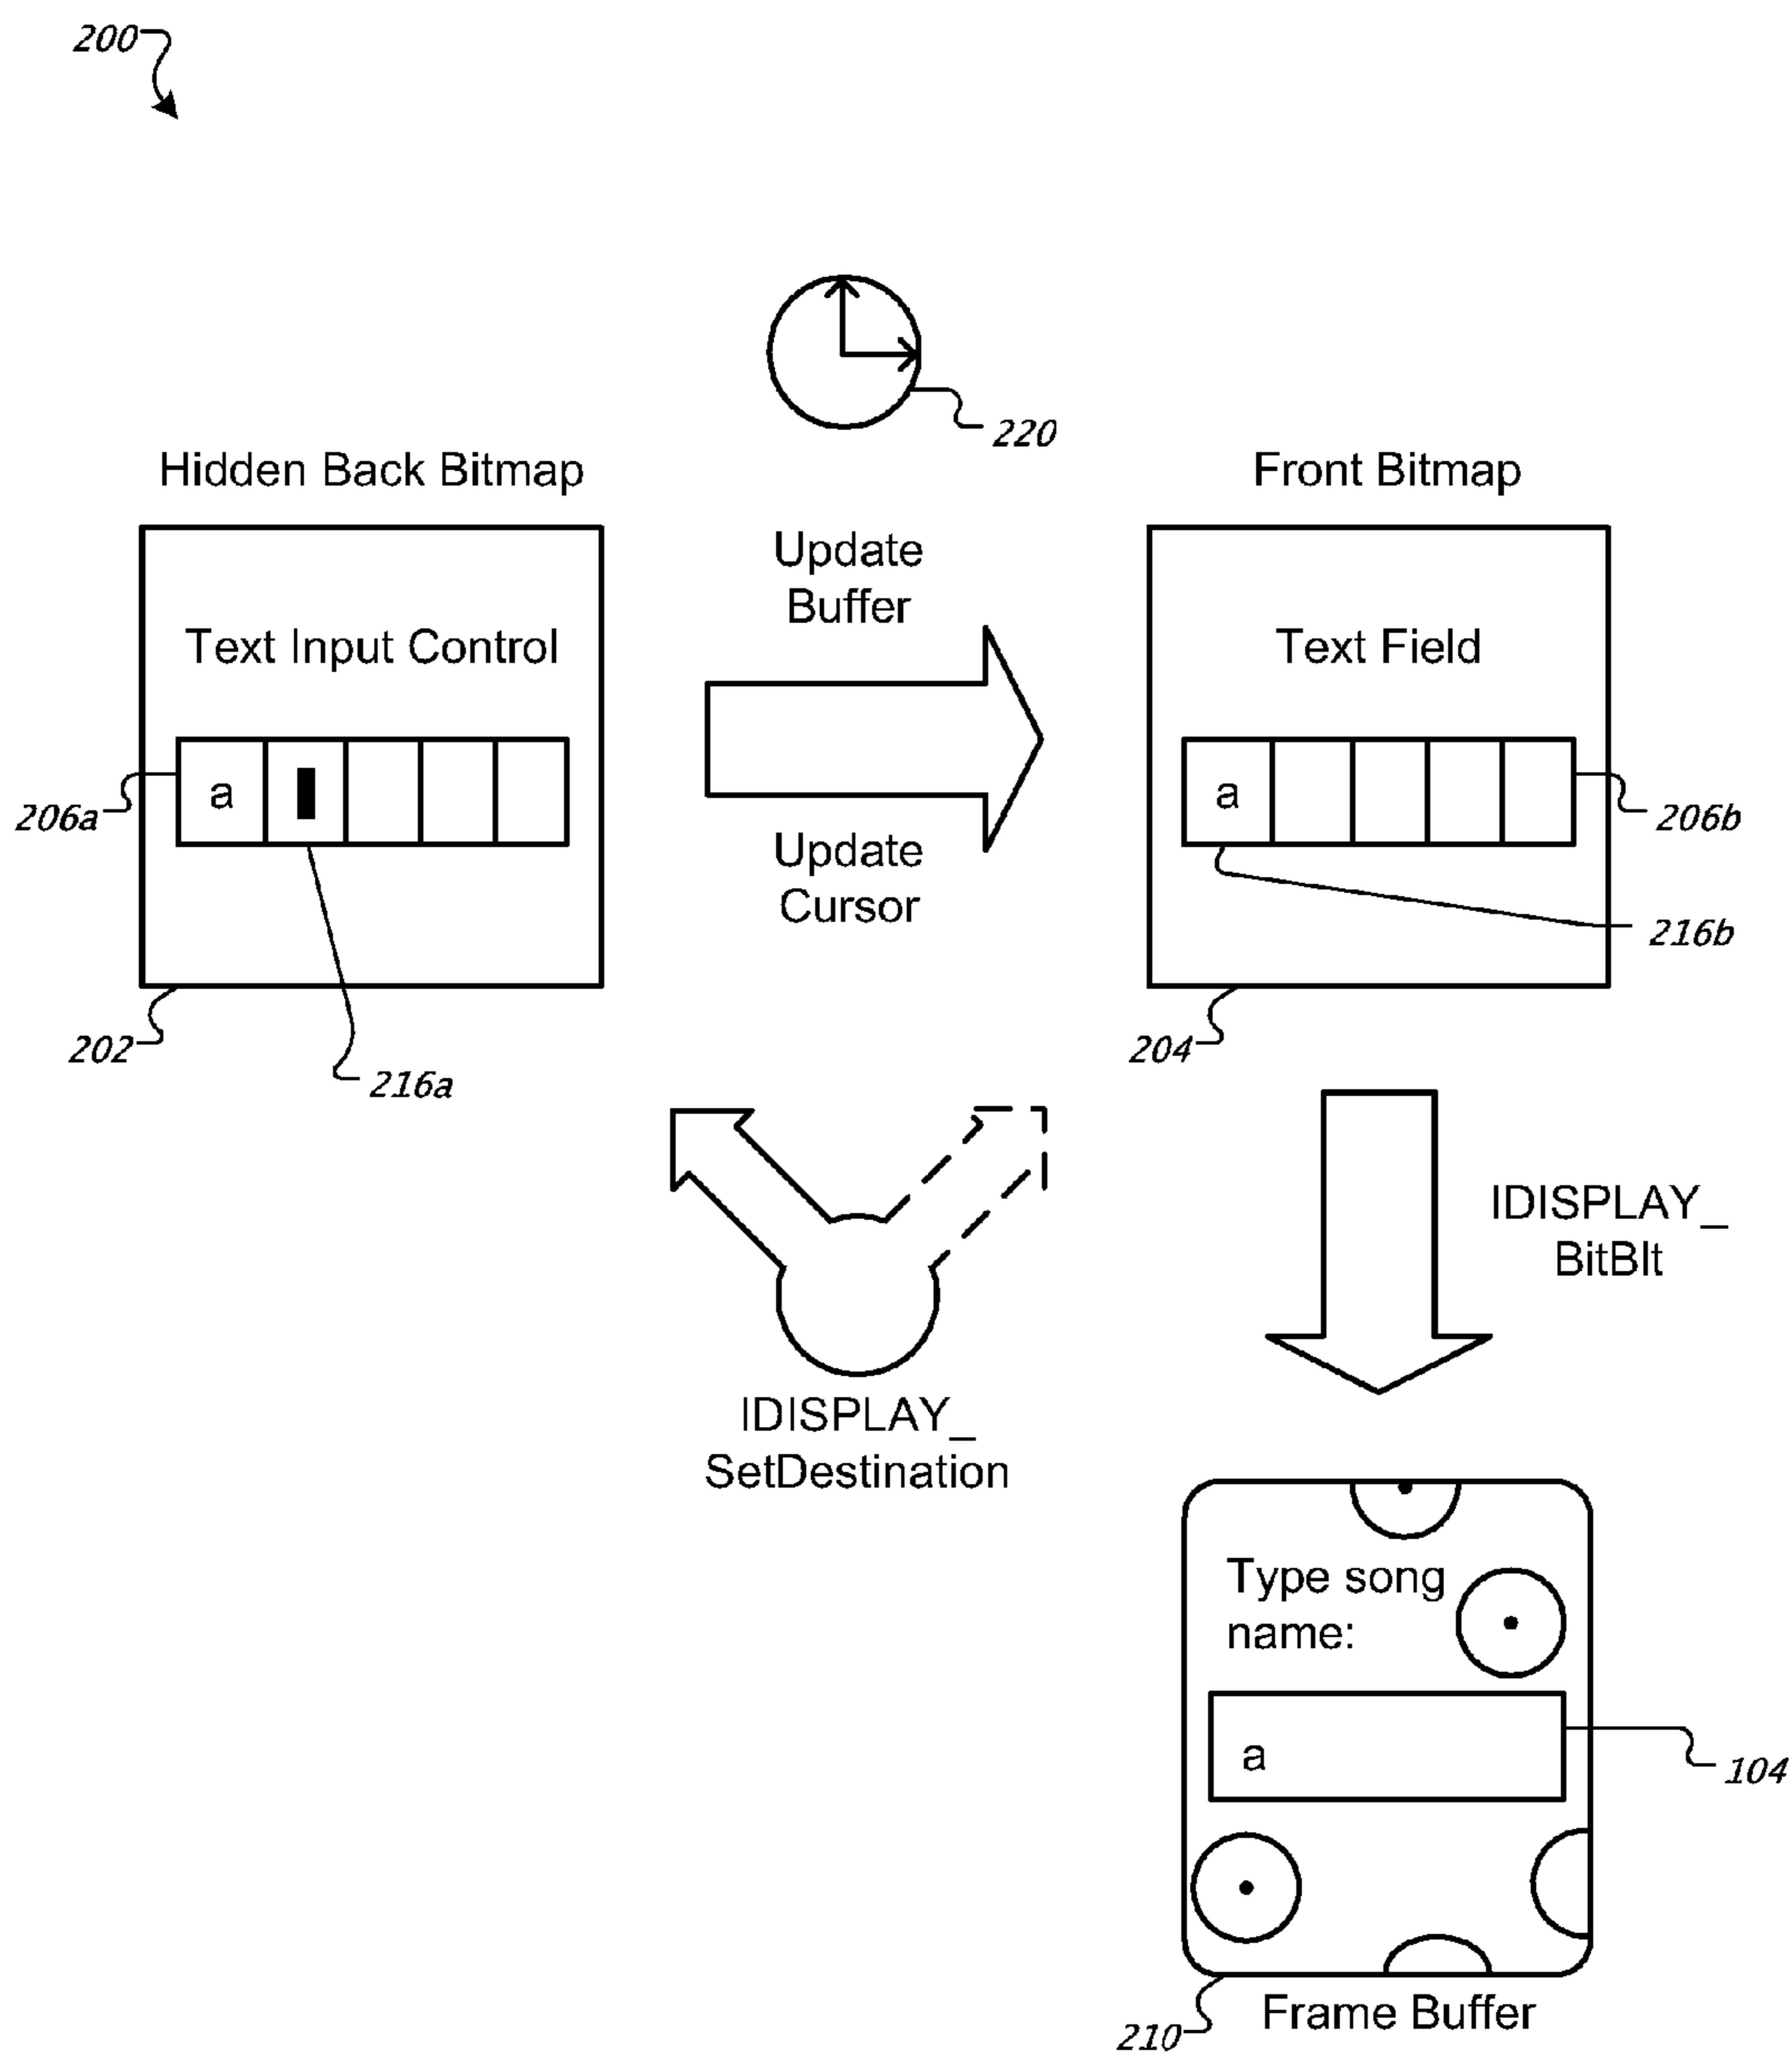 200
220
Hidden Back Bitmap
Front Bitmap
Update
Buffer
Text Input Control
Text Field
a
a
206a
206b
Update
Cursor
216b
202
204
216a
IDISPLAY_
BitBlt
IDISPLAY_
SetDestination
Type song
name:
a
104
Frame Buffer
210